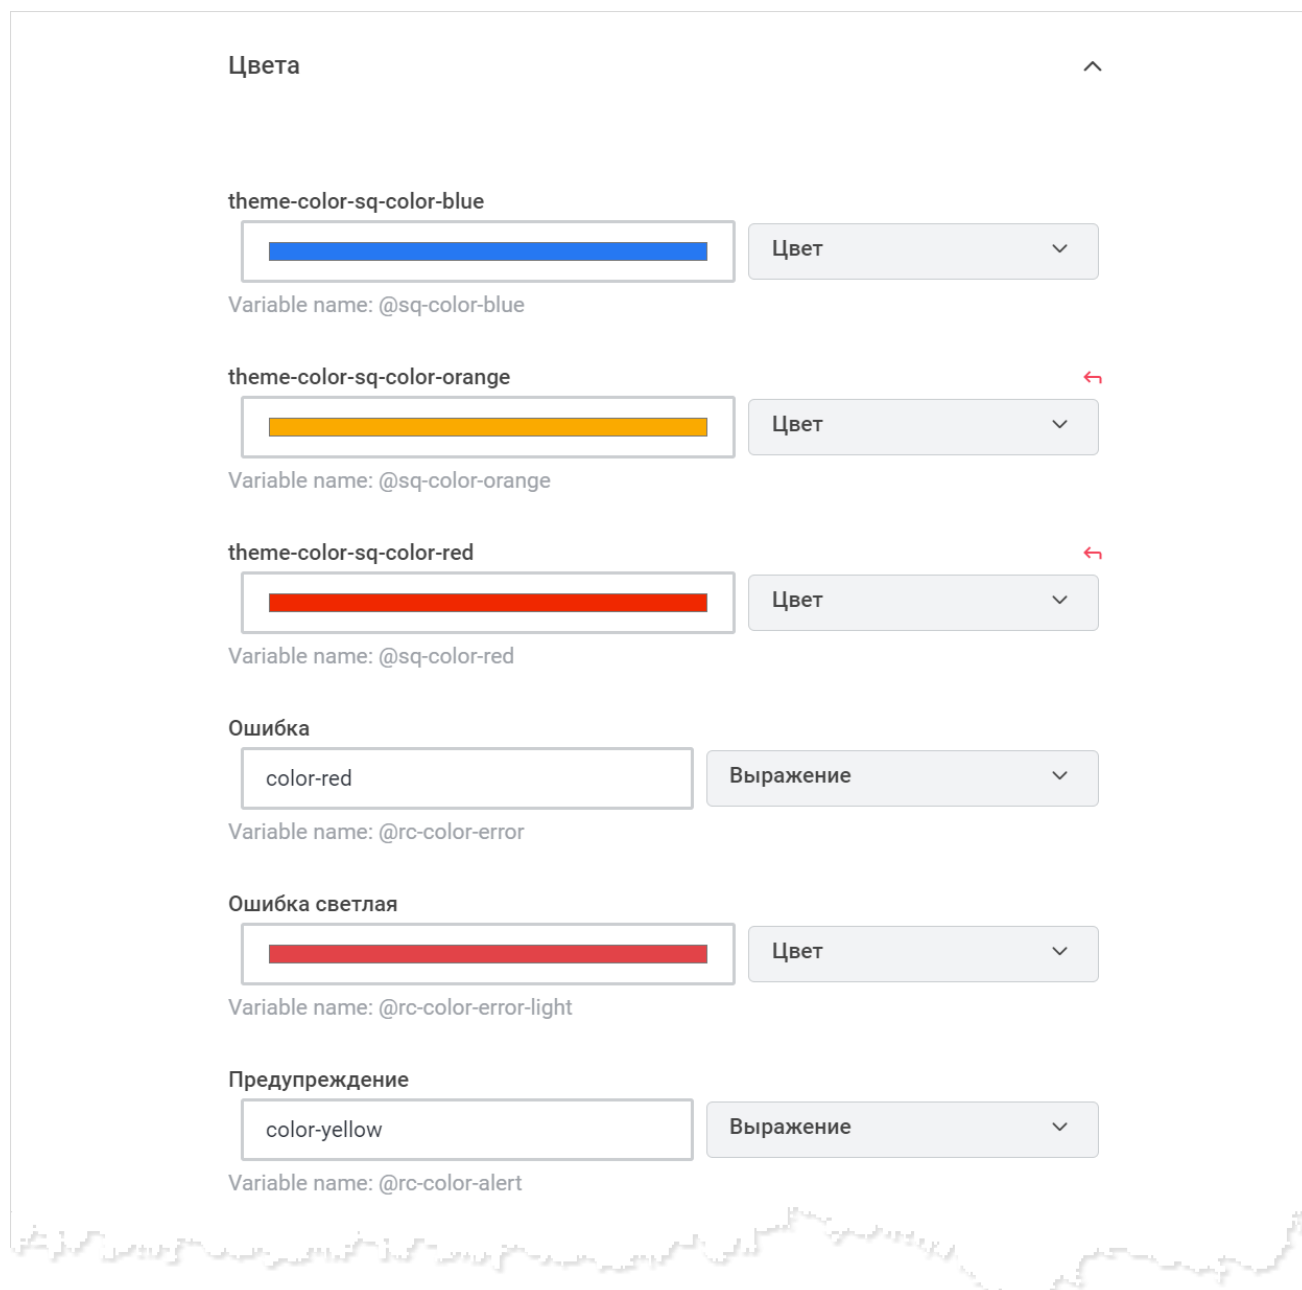 Цвета
theme-color-sq-color-blue
Цвет
Variable name: @sq-color-blue
theme-color-sq-color-orange
Цвет
Variable name: @sq-color-orange
theme-color-sq-color-red
Цвет
Variable name: @sq-color-red
Ошибка
color-red Выражение
Variable name: @rc-color-error
Ошибка светлая
Цвет
Variable name: @rc-color-error-light
Предупреждение
color-yellow Выражение
Variable name: @rc-color-alert